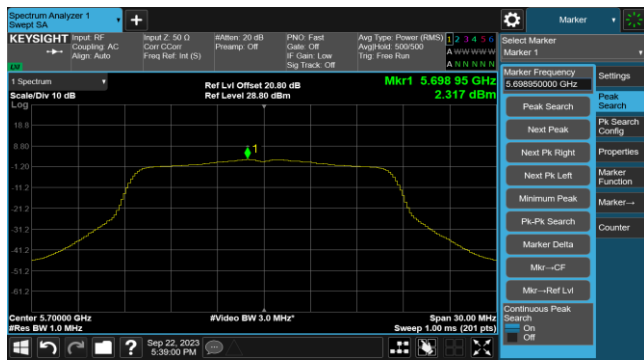 Spectrum Analyzer 1
Swept SA
+
Marker
KEYSIGHT
Input: RF
Coupling: AC
Align: Auto
Input Z: 50 Ω
Corr CCorr
Freq Ref: Int (S)
#Atten: 20 dB
Preamp: Off
PNO: Fast
Gate: Off
IF Gain: Low
Sig Track: Off
Avg Type: Power (RMS)
Avg|Hold: 500/500
Trig: Free Run
1 2 3 4 5 6
A W W W W W
A N N N N N
Select Marker
Marker 1
1 Spectrum
Scale/Div 10 dB
Log
Ref Lvl Offset 20.80 dB
Ref Level 28.80 dBm
Mkr1 5.698 95 GHz
2.317 dBm
18.8
8.80
-1.20
-11.2
-21.2
-31.2
-41.2
-51.2
-61.2
1
Center 5.70000 GHz
#Res BW 1.0 MHz
#Video BW 3.0 MHz*
Span 30.00 MHz
Sweep 1.00 ms (201 pts)
Marker Frequency
5.698950000 GHz
Peak Search
Next Peak
Next Pk Right
Next Pk Left
Minimum Peak
Pk-Pk Search
Marker Delta
Mkr→CF
Mkr→Ref Lvl
Continuous Peak
Search
On
Off
Settings
Peak
Search
Pk Search
Config
Properties
Marker
Function
Marker→
Counter
?
Sep 22, 2023
5:39:00 PM